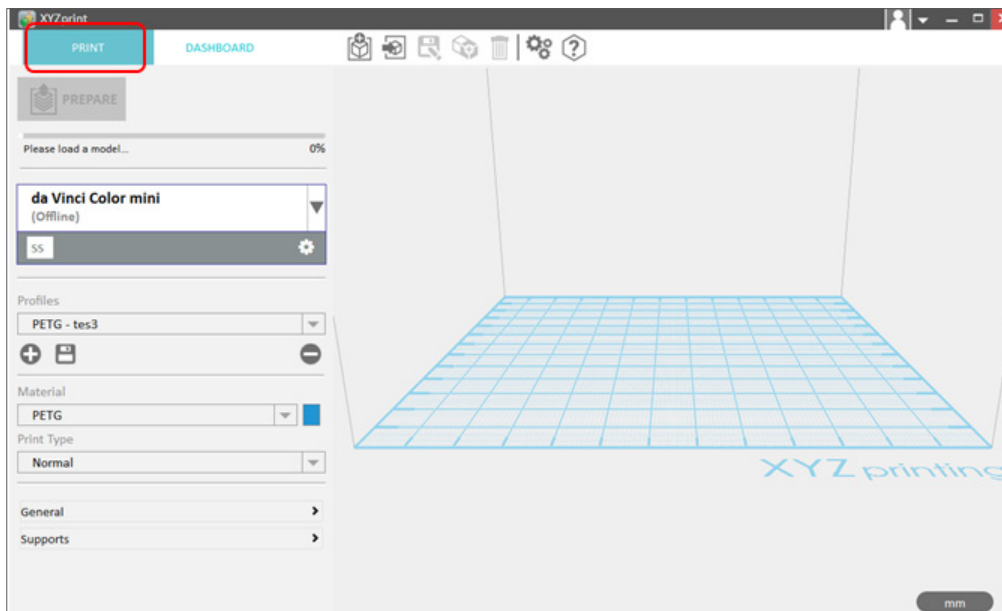 XYZprint
PRINT
DASHBOARD
PREPARE
Please load a model...
0%
da Vinci Color mini
(Offline)
ss
Profiles
PETG - tes3
Material
PETG
Print Type
Normal
General
Supports
XYZ printing
mm